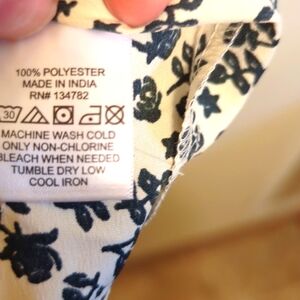 100% POLYESTER
MADE IN INDIA
RN# 134782
30
MACHINE WASH COLD
ONLY NON-CHLORINE
BLEACH WHEN NEEDED
TUMBLE DRY LOW
COOL IRON